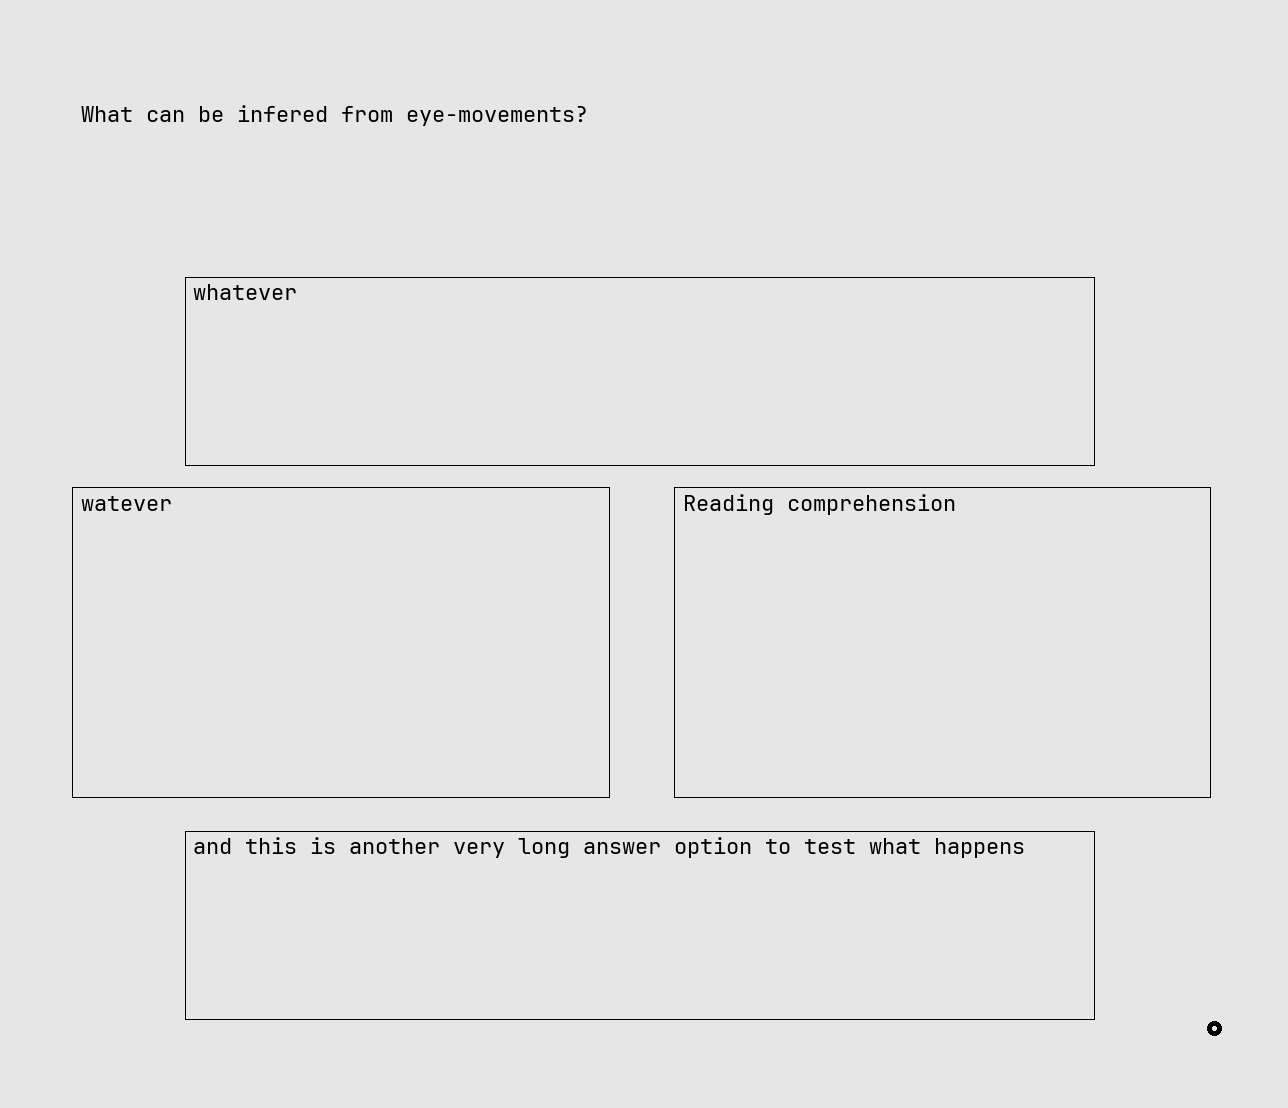 What can be infered from eye-movements?
whatever
watever
Reading comprehension
and this is another very long answer option to test what happens